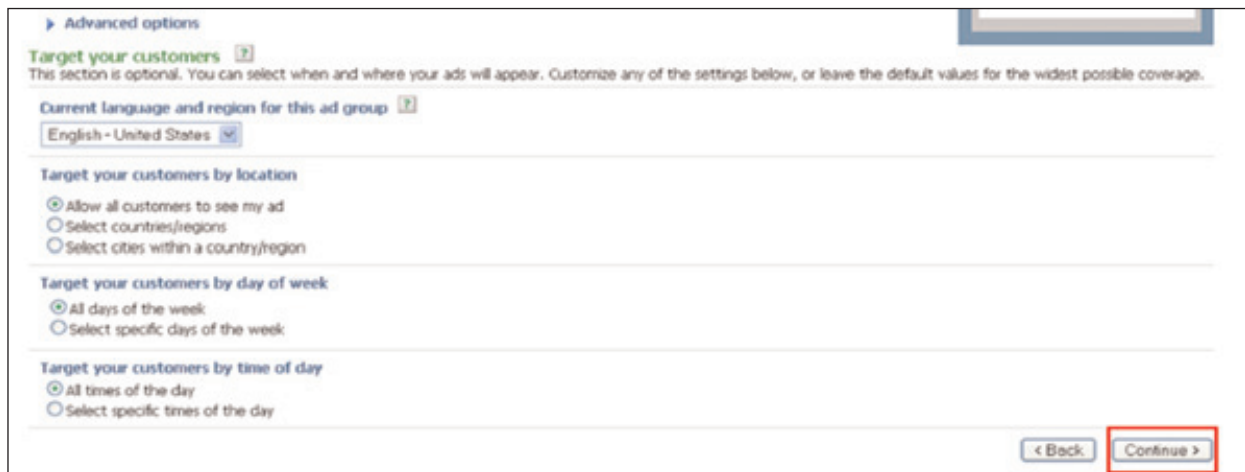 Advanced options
Target your customers ?
This section is optional. You can select when and where your ads will appear. Customize any of the settings below, or leave the default values for the widest possible coverage.
Current language and region for this ad group ?
English - United States
Target your customers by location
Allow all customers to see my ad
Select countries/regions
Select cities within a country/region
Target your customers by day of week
All days of the week
Select specific days of the week
Target your customers by time of day
All times of the day
Select specific times of the day
< Back Continue >